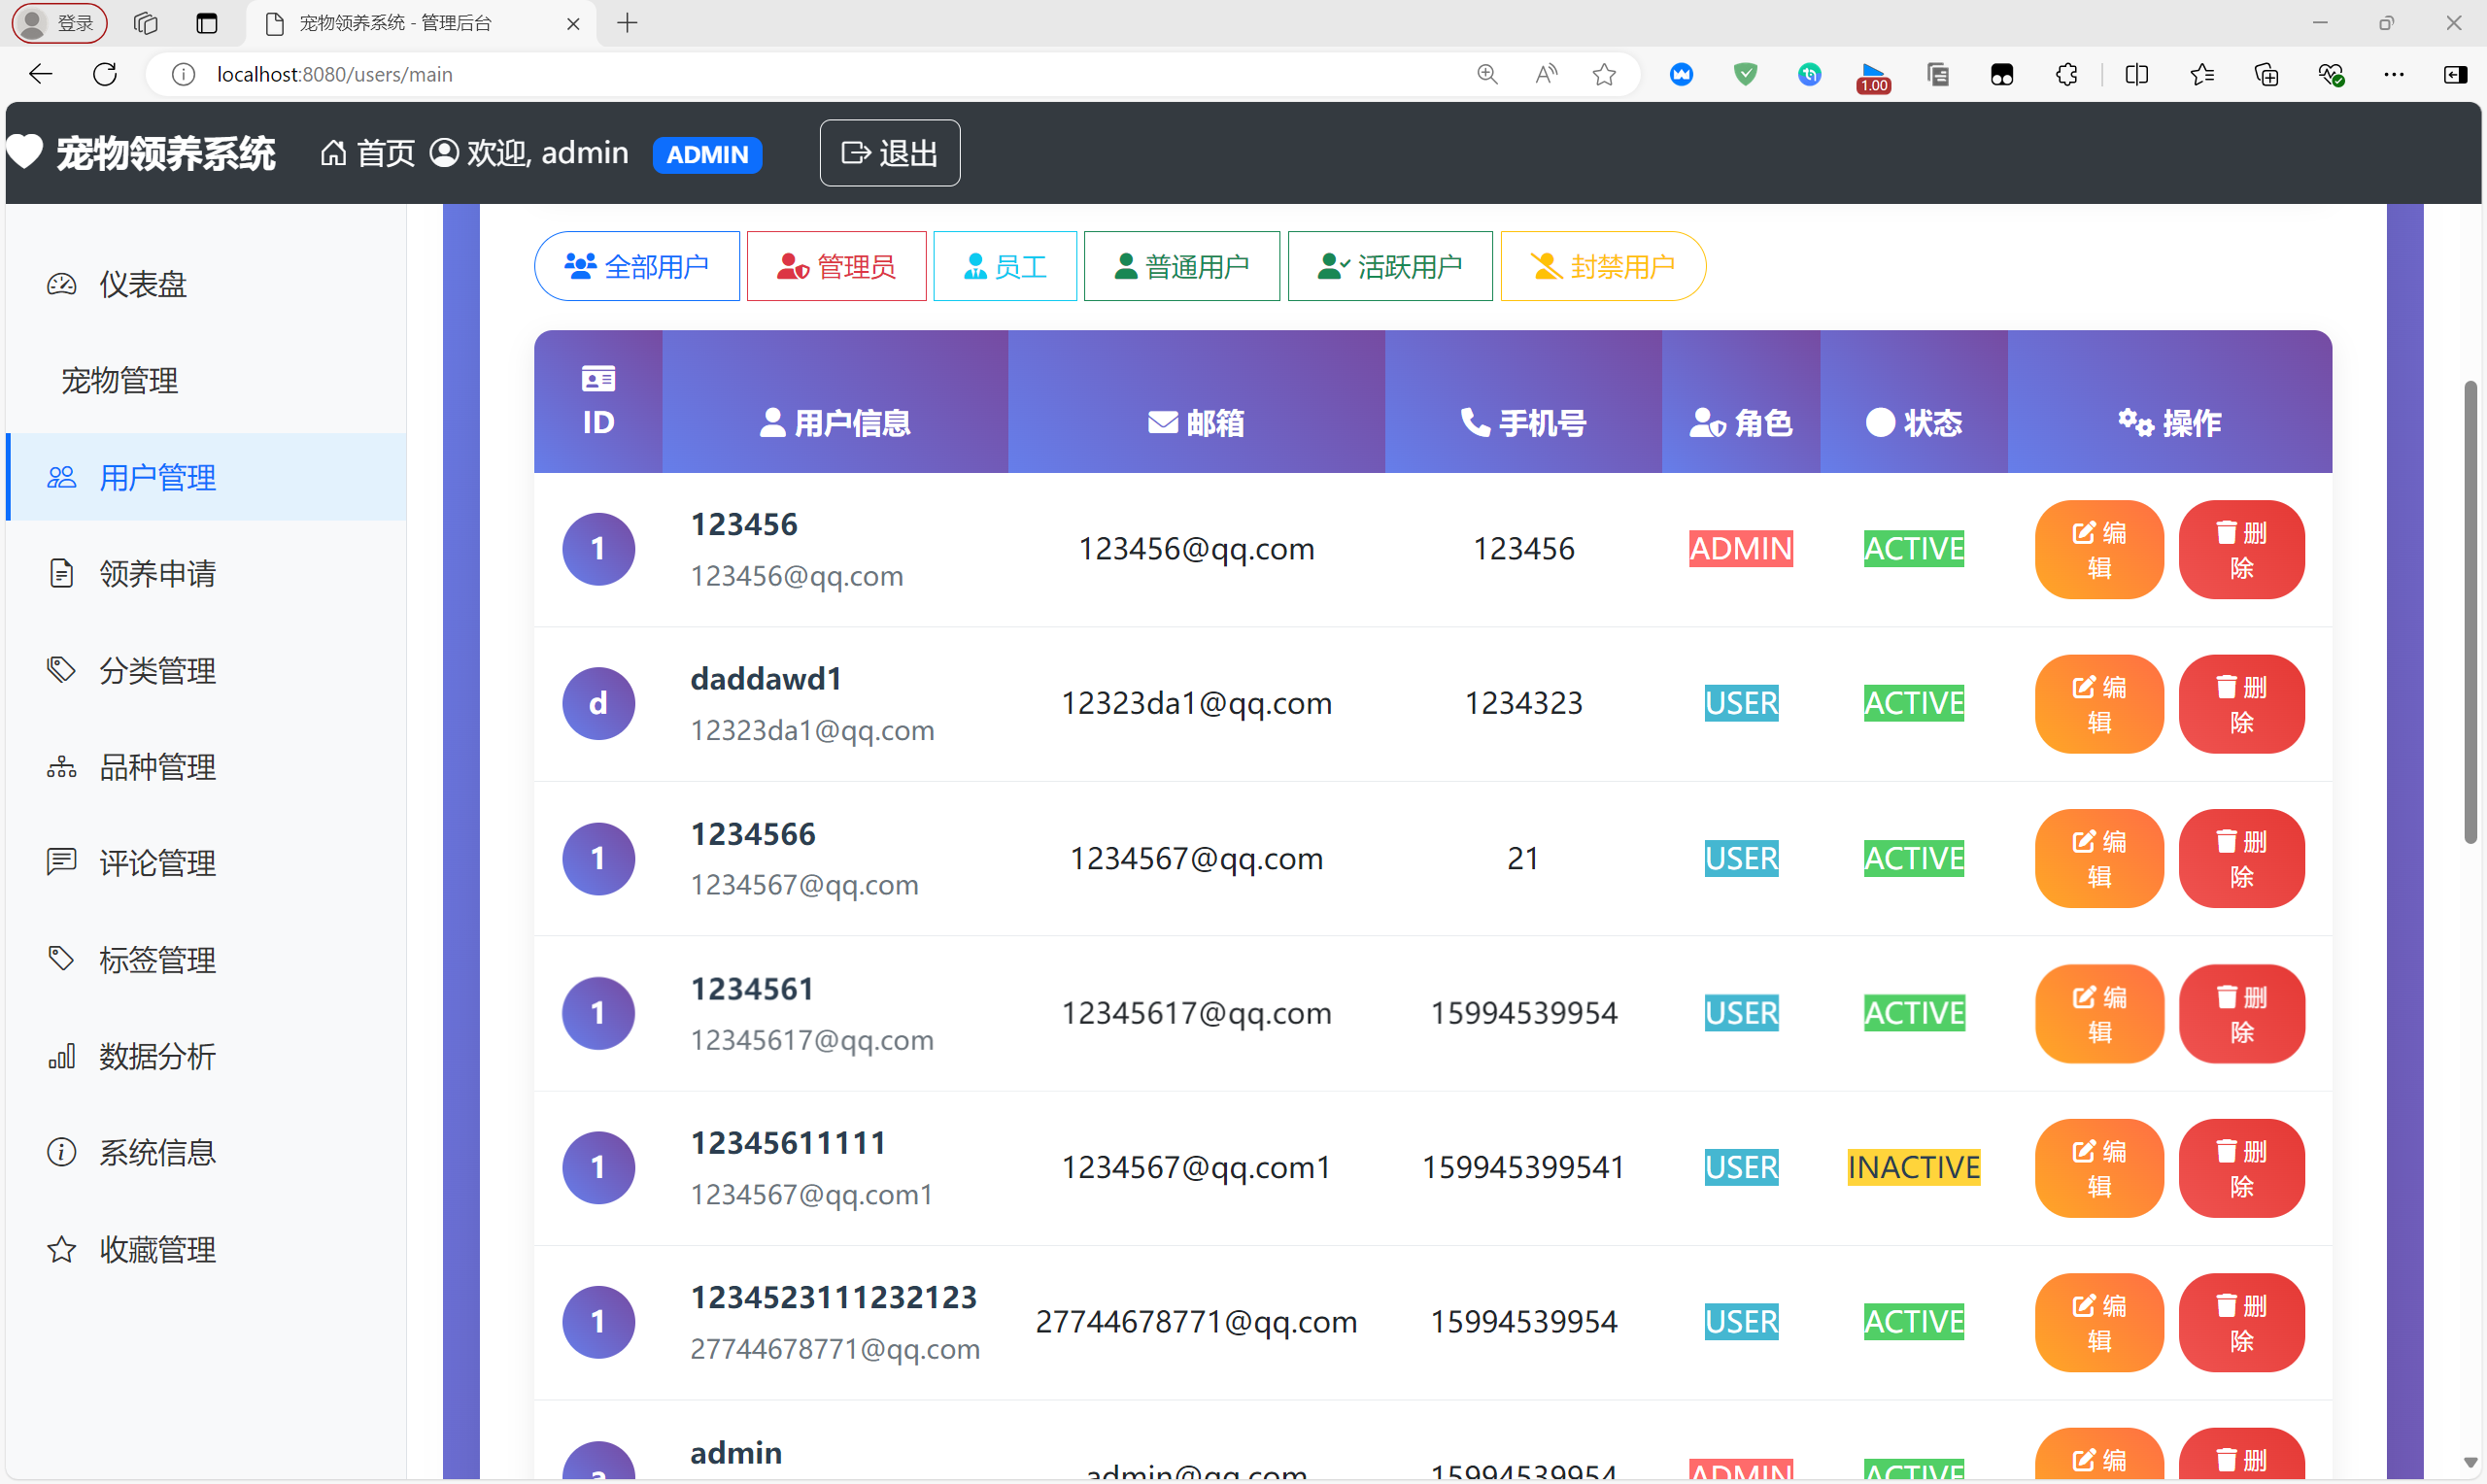 登录
宠物领养系统 - 管理后台
localhost:8080/users/main
1.00
宠物领养系统
首页
欢迎, admin
ADMIN
退出
仪表盘
宠物管理
用户管理
领养申请
分类管理
品种管理
评论管理
标签管理
数据分析
系统信息
收藏管理
全部用户
管理员
员工
普通用户
活跃用户
封禁用户
ID
用户信息
邮箱
手机号
角色
状态
操作
1
123456
123456@qq.com
123456@qq.com
123456
ADMIN
ACTIVE
编
辑
删
除
d
daddawd1
12323da1@qq.com
12323da1@qq.com
1234323
USER
ACTIVE
编
辑
删
除
1
1234566
1234567@qq.com
1234567@qq.com
21
USER
ACTIVE
编
辑
删
除
1
1234561
12345617@qq.com
12345617@qq.com
15994539954
USER
ACTIVE
编
辑
删
除
1
12345611111
1234567@qq.com1
1234567@qq.com1
159945399541
USER
INACTIVE
编
辑
删
除
1
1234523111232123
27744678771@qq.com
27744678771@qq.com
15994539954
USER
ACTIVE
编
辑
删
除
a
admin
admin@qq.com
15994539954
ADMIN
ACTIVE
编
删